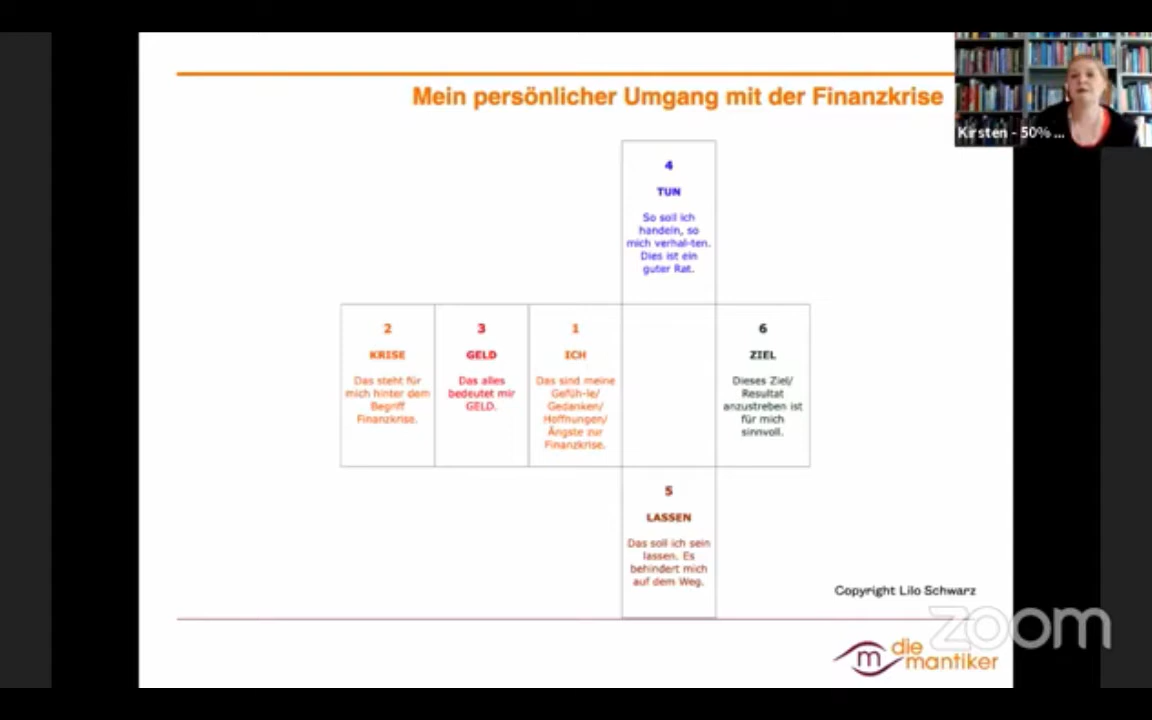 Mein persönlicher Umgang mit der Finanzkrise
Kirsten - 50% ...
4
TUN
So soll ich
handeln, so
mich verhal-ten.
Dies ist ein
guter Rat.
2
KRISE
Das steht für
mich hinter dem
Begriff
Finanzkrise.
3
GELD
Das alles
bedeutet mir
GELD.
1
ICH
Das sind meine
Gefüh-le/
Gedanken/
Hoffnungen/
Ängste zur
Finanzkrise.
6
ZIEL
Dieses Ziel/
Resultat
anzustreben ist
für mich
sinnvoll.
5
LASSEN
Das soll ich sein
lassen. Es
behindert mich
auf dem Weg.
Copyright Lilo Schwarz
zoom
m die
mantiker